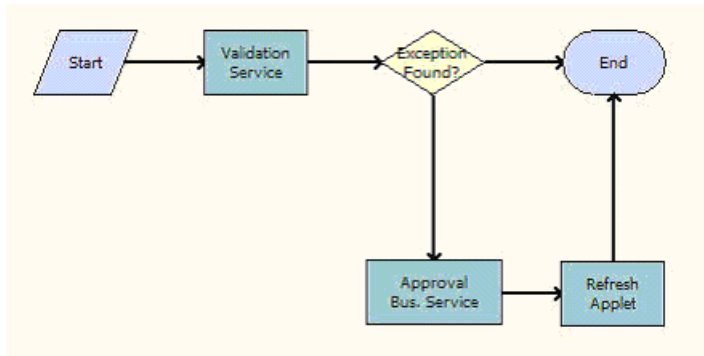 Start
Validation
Service
Exception
Found?
End
Approval
Bus. Service
Refresh
Applet